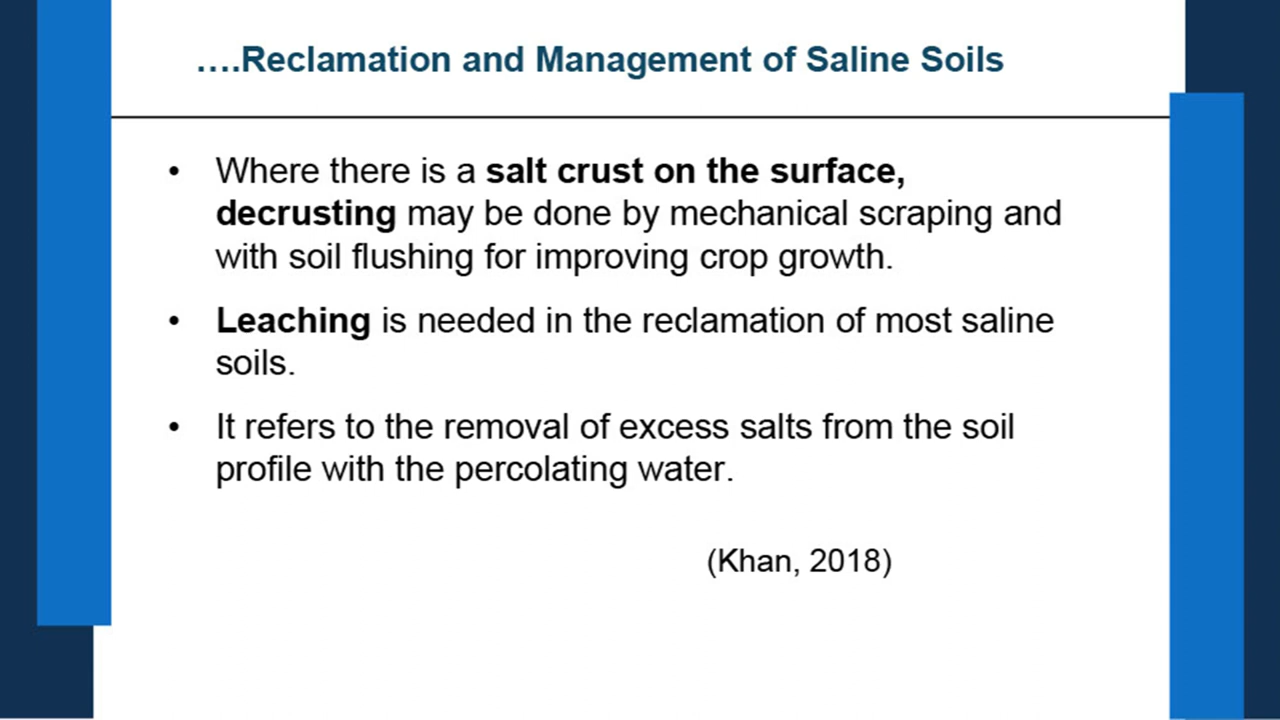 ....Reclamation and Management of Saline Soils
• Where there is a salt crust on the surface,
decrusting may be done by mechanical scraping and
with soil flushing for improving crop growth.
• Leaching is needed in the reclamation of most saline
soils.
• It refers to the removal of excess salts from the soil
profile with the percolating water.
(Khan, 2018)